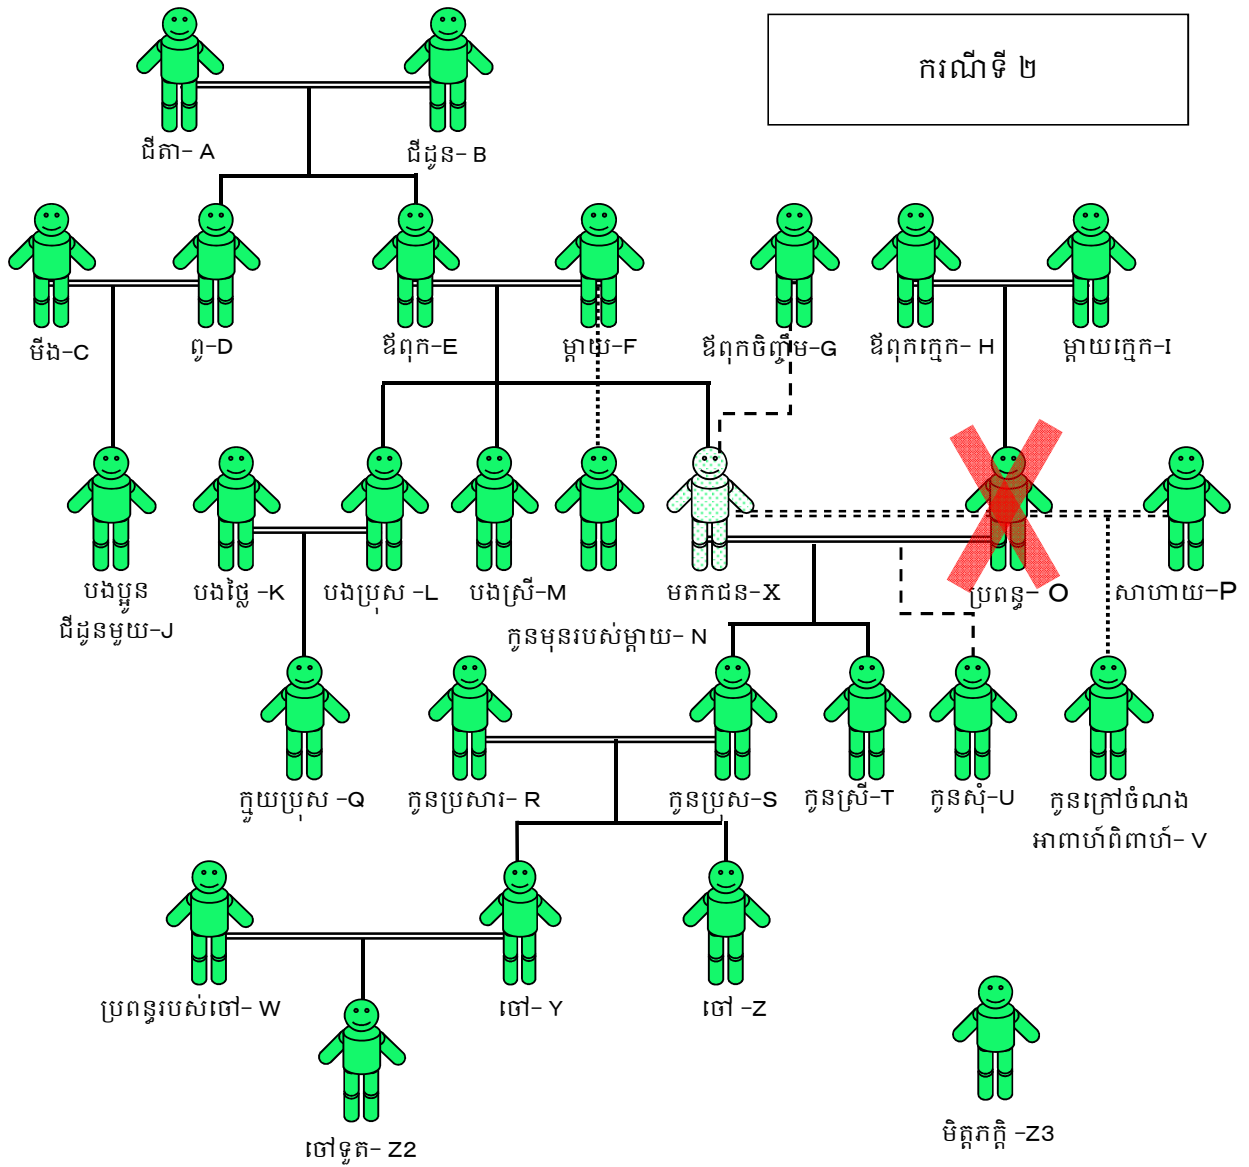 ករណីទី ២
ជីតា- A
ជីដូន- B
មីង-C
ពូ-D
ឪពុក-E
ម្តាយ-F
ឪពុកចិញ្ចឹម-G
ឪពុកក្មេក- H
ម្តាយក្មេក-I
បងប្អូន
ជីដូនមួយ-J
បងថ្លៃ -K
បងប្រុស -L
បងស្រី-M
កូនមុនរបស់ម្តាយ- N
មតកជន-X
ប្រពន្ធ- O
សាហាយ-P
ក្មួយប្រុស -Q
កូនប្រសារ- R
កូនប្រុស-S
កូនស្រី-T
កូនសុំ-U
កូនក្រៅចំណង
អាពាហ៍ពិពាហ៍- V
ប្រពន្ធរបស់ចៅ- W
ចៅ- Y
ចៅ -Z
ចៅទួត- Z2
មិត្តភក្តិ -Z3